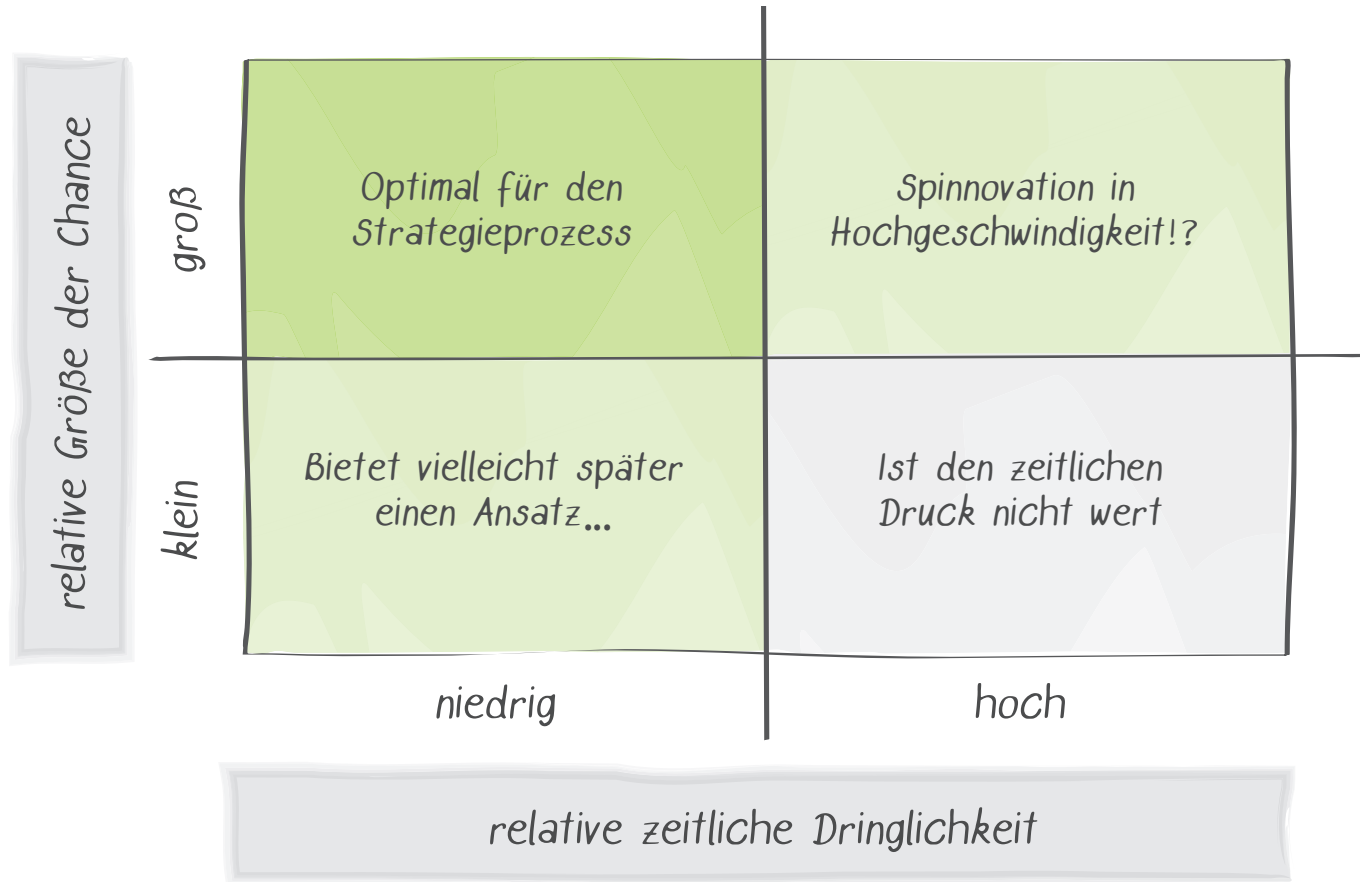 relative Größe der Chance
groß
Optimal für den
Strategieprozess
Spinnovation in
Hochgeschwindigkeit!?
klein
Bietet vielleicht später
einen Ansatz...
Ist den zeitlichen
Druck nicht wert
niedrig
hoch
relative zeitliche Dringlichkeit